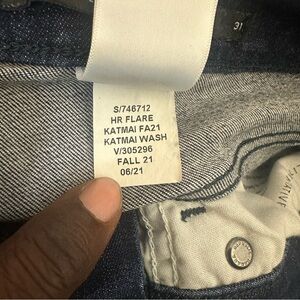 31
S/746712
HR FLARE
KATMAI FA21
KATMAI WASH
V/305296
FALL 21
06/21